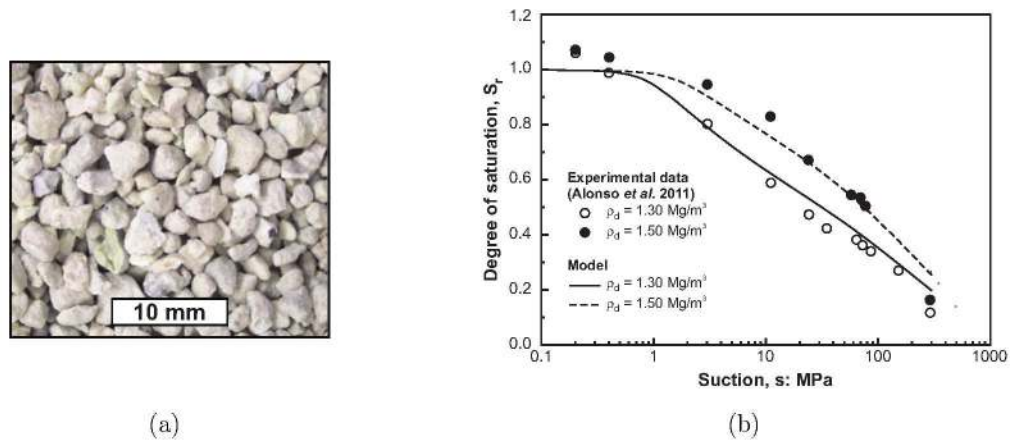 10 mm
(a)
1.2
1.0
0.8
0.6
0.4
0.2
0.0
Degree of saturation, Sr
Experimental data
(Alonso et al. 2011)
ρd = 1.30 Mg/m³
ρd = 1.50 Mg/m³
Model
ρd = 1.30 Mg/m³
ρd = 1.50 Mg/m³
0.1 1 10 100 1000
Suction, s: MPa
(b)